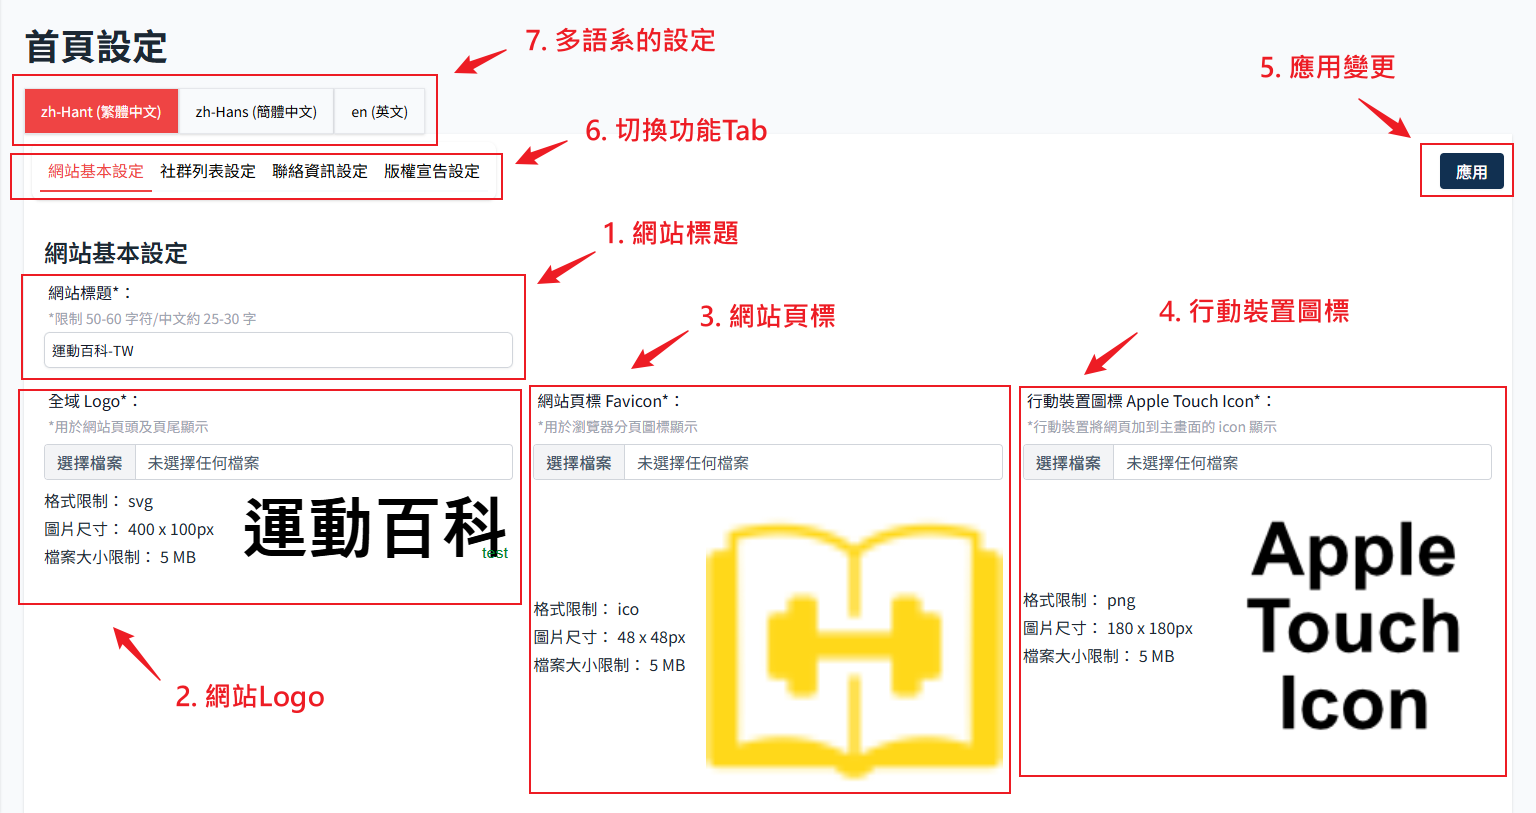 首頁設定
7. 多語系的設定
5. 應用變更
zh-Hant (繁體中文)
zh-Hans (簡體中文)
en (英文)
6. 切換功能Tab
網站基本設定
社群列表設定
聯絡資訊設定
版權宣告設定
應用
1. 網站標題
網站基本設定
網站標題*：
*限制 50-60 字符/中文約 25-30 字
運動百科-TW
3. 網站頁標
4. 行動裝置圖標
全域 Logo*：
*用於網站頁頭及頁尾顯示
選擇檔案 未選擇任何檔案
格式限制： svg
圖片尺寸： 400 x 100px
檔案大小限制： 5 MB
運動百科
test
2. 網站Logo
網站頁標 Favicon*：
*用於瀏覽器分頁圖標顯示
選擇檔案 未選擇任何檔案
格式限制： ico
圖片尺寸： 48 x 48px
檔案大小限制： 5 MB
行動裝置圖標 Apple Touch Icon*：
*行動裝置將網頁加到主畫面的 icon 顯示
選擇檔案 未選擇任何檔案
格式限制： png
圖片尺寸： 180 x 180px
檔案大小限制： 5 MB
Apple
Touch
Icon